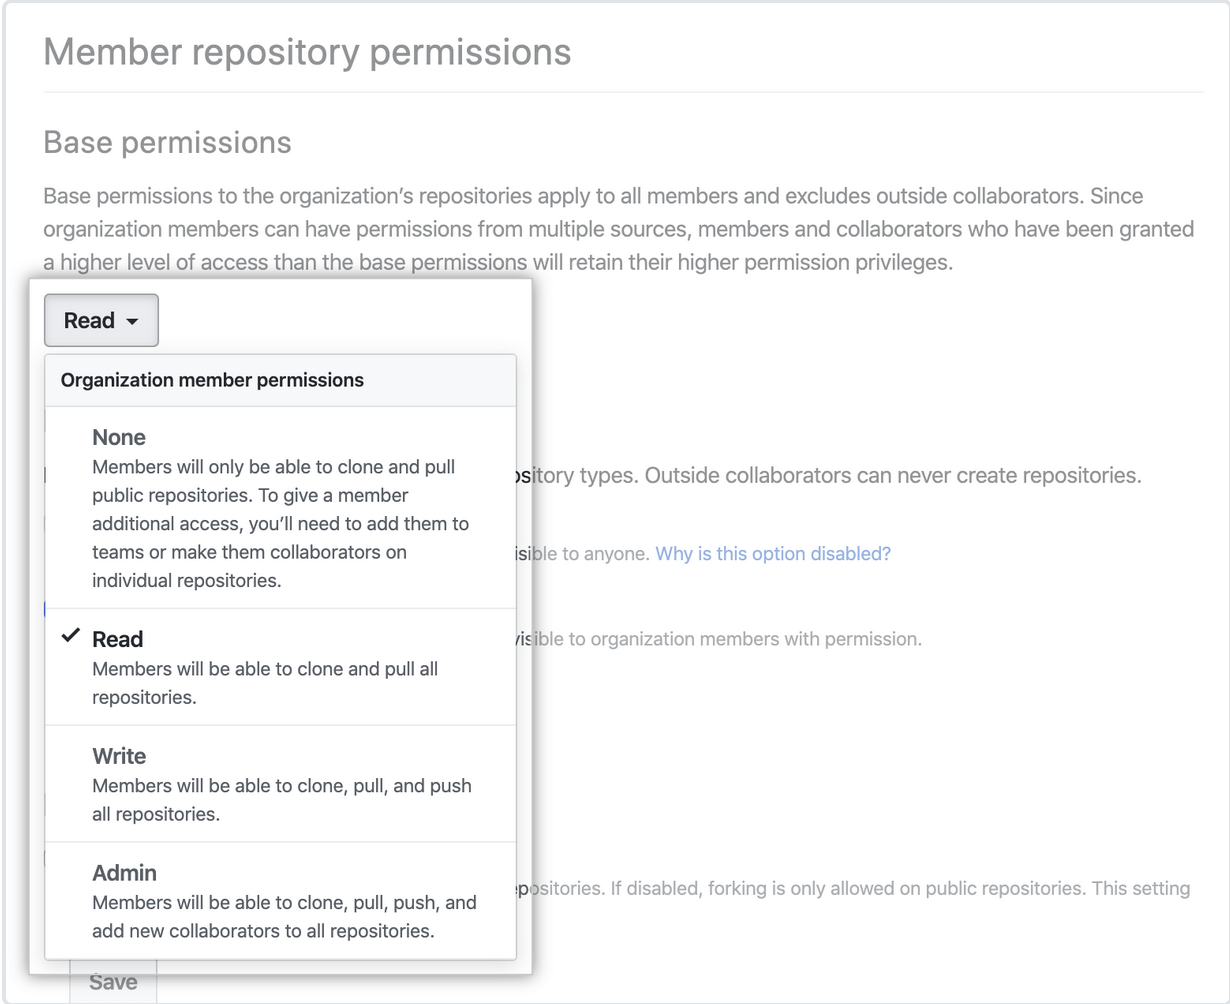 Member repository permissions
Base permissions
Base permissions to the organization’s repositories apply to all members and excludes outside collaborators. Since
organization members can have permissions from multiple sources, members and collaborators who have been granted
a higher level of access than the base permissions will retain their higher permission privileges.
Read
Organization member permissions
None
Members will only be able to clone and pull
public repositories. To give a member
additional access, you’ll need to add them to
teams or make them collaborators on
individual repositories.
types. Outside collaborators can never create repositories.
to anyone. Why is this option disabled?
Read
Members will be able to clone and pull all
repositories.
to organization members with permission.
Write
Members will be able to clone, pull, and push
all repositories.
Admin
Members will be able to clone, pull, push, and
add new collaborators to all repositories.
If disabled, forking is only allowed on public repositories. This setting
Save